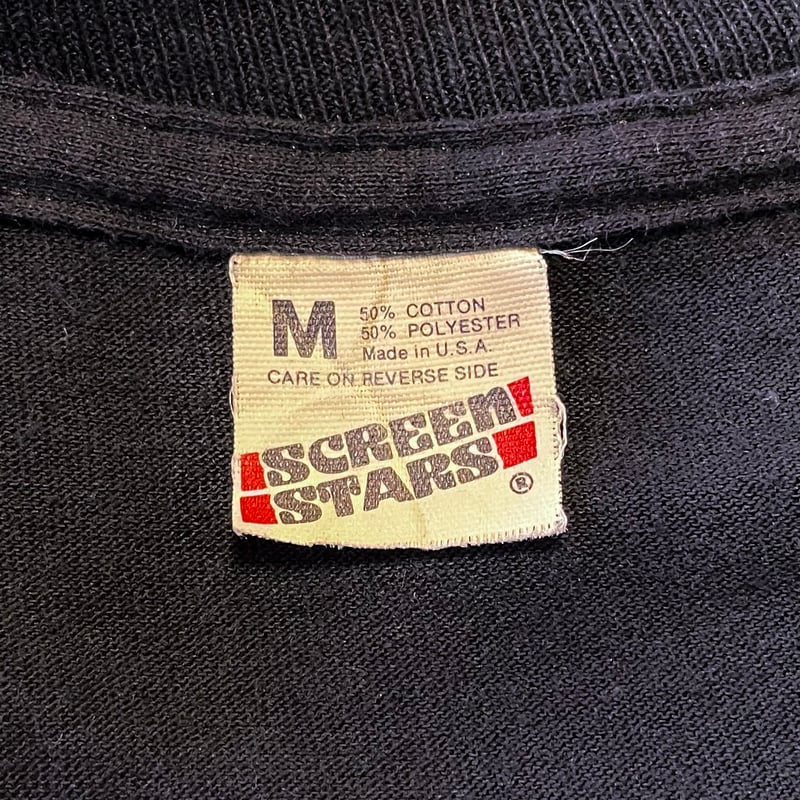 M
50% COTTON
50% POLYESTER
Made in U.S.A.
CARE ON REVERSE SIDE
SCREEN
STARS
®